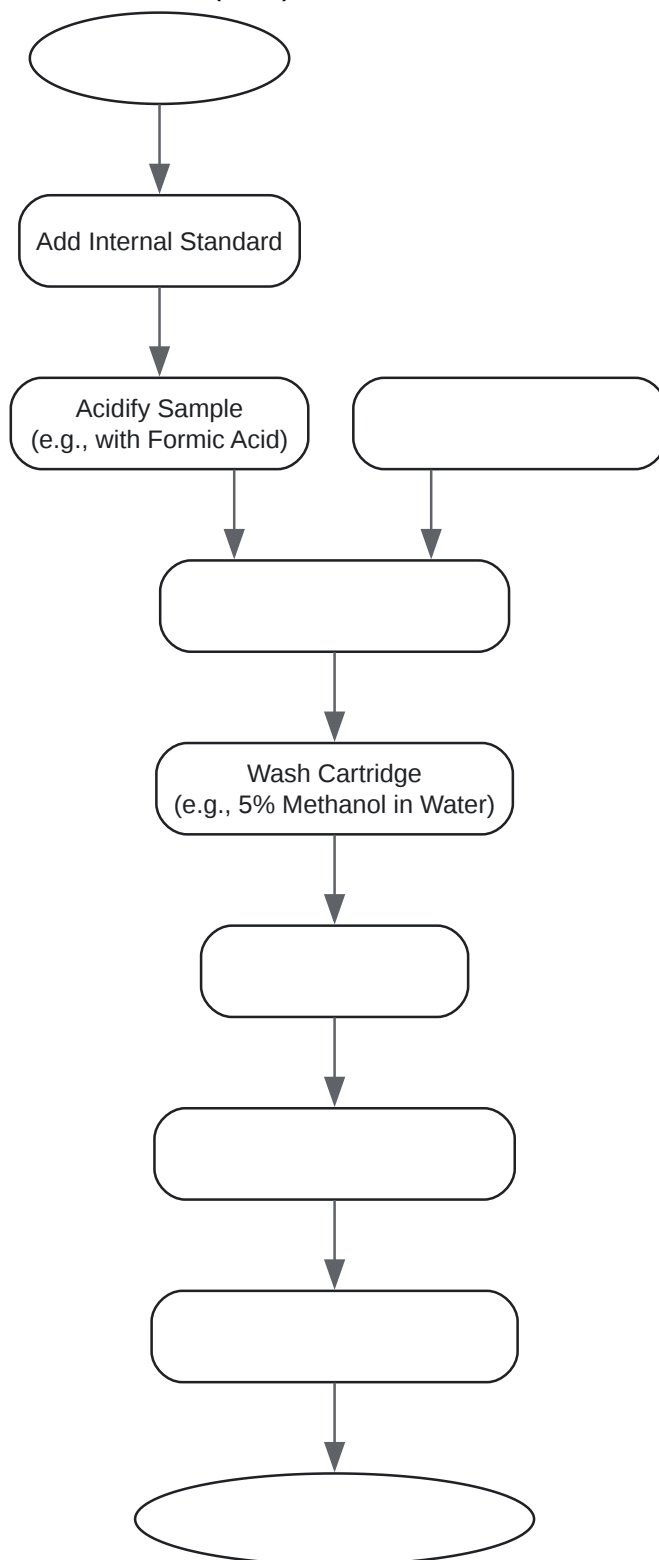 Add Internal Standard
Acidify Sample
(e.g., with Formic Acid)
Wash Cartridge
(e.g., 5% Methanol in Water)